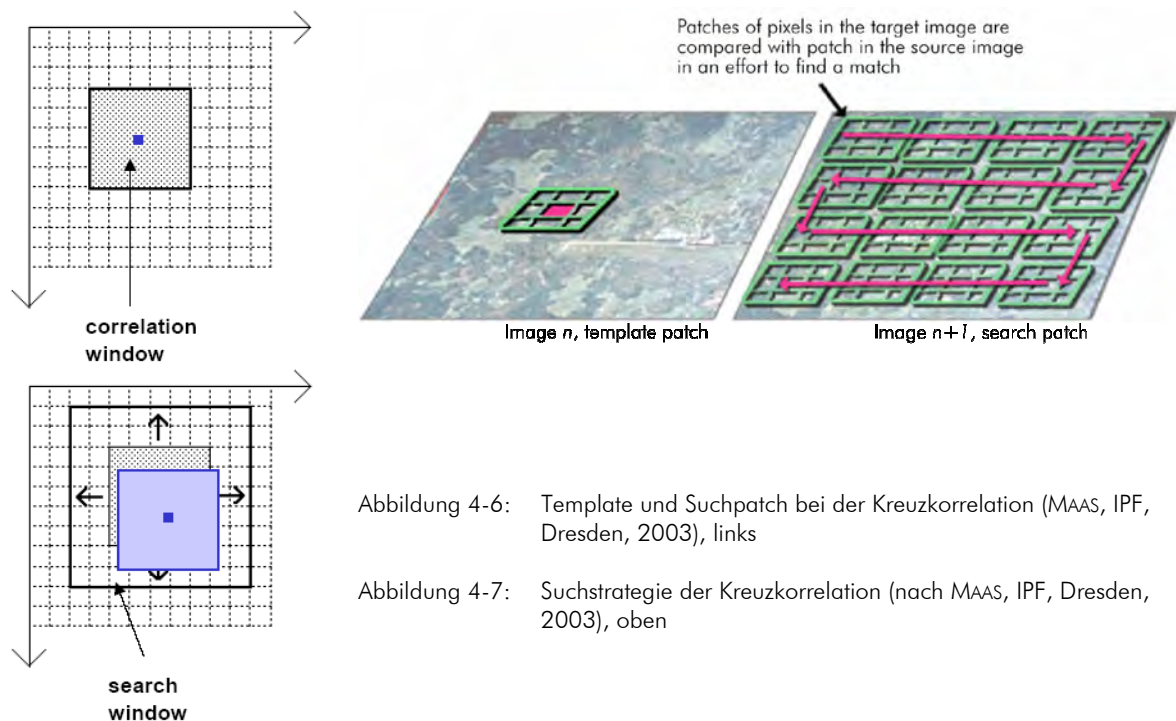 Patches of pixels in the target image are
compared with patch in the source image
in an effort to find a match
correlation
window
Image n, template patch
Image n+1, search patch
search
window
Abbildung 4-6: Template und Suchpatch bei der Kreuzkorrelation (MAAS, IPF,
Dresden, 2003), links
Abbildung 4-7: Suchstrategie der Kreuzkorrelation (nach MAAS, IPF, Dresden,
2003), oben